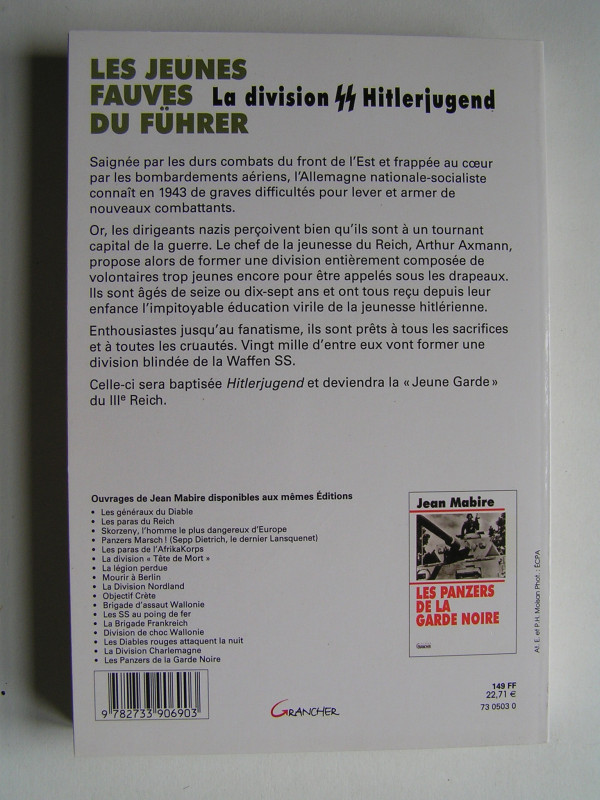 LES JEUNES
FAUVES La division SS Hitlerjugend
DU FÜHRER
Saignée par les durs combats du front de l'Est et frappée au cœur
par les bombardements aériens, l'Allemagne nationale-socialiste
connaît en 1943 de graves difficultés pour lever et armer de
nouveaux combattants.
Or, les dirigeants nazis perçoivent bien qu'ils sont à un tournant
capital de la guerre. Le chef de la jeunesse du Reich, Arthur Axmann,
propose alors de former une division entièrement composée de
volontaires trop jeunes encore pour être appelés sous les drapeaux.
Ils sont âgés de seize ou dix-sept ans et ont tous reçu depuis leur
enfance l'impitoyable éducation virile de la jeunesse hitlérienne.
Enthousiastes jusqu'au fanatisme, ils sont prêts à tous les sacrifices
et à toutes les cruautés. Vingt mille d'entre eux vont former une
division blindée de la Waffen SS.
Celle-ci sera baptisée Hitlerjugend et deviendra la « Jeune Garde »
du IIIe Reich.
Ouvrages de Jean Mabire disponibles aux mêmes Éditions
• Les généraux du Diable
• Les paras du Reich
• Skorzeny, l'homme le plus dangereux d'Europe
• Panzers Marsch ! (Sepp Dietrich, le dernier Lansquenet)
• Les paras de l'AfrikaKorps
• La division « Tête de Mort »
• La légion perdue
• Mourir à Berlin
• La Division Nordland
• Objectif Crète
• Brigade d'assaut Wallonie
• Les SS au poing de fer
• La Brigade Frankreich
• Division de choc Wallonie
• Les Diables rouges attaquent la nuit
• La Division Charlemagne
• Les Panzers de la Garde Noire
Jean Mabire
LES PANZERS
DE LA
GARDE NOIRE
Af. E. et P.H. Moisan Phot. : ECPA
9 782733 906903
GRANCHER
149 FF
22,71 €
73 0503 0